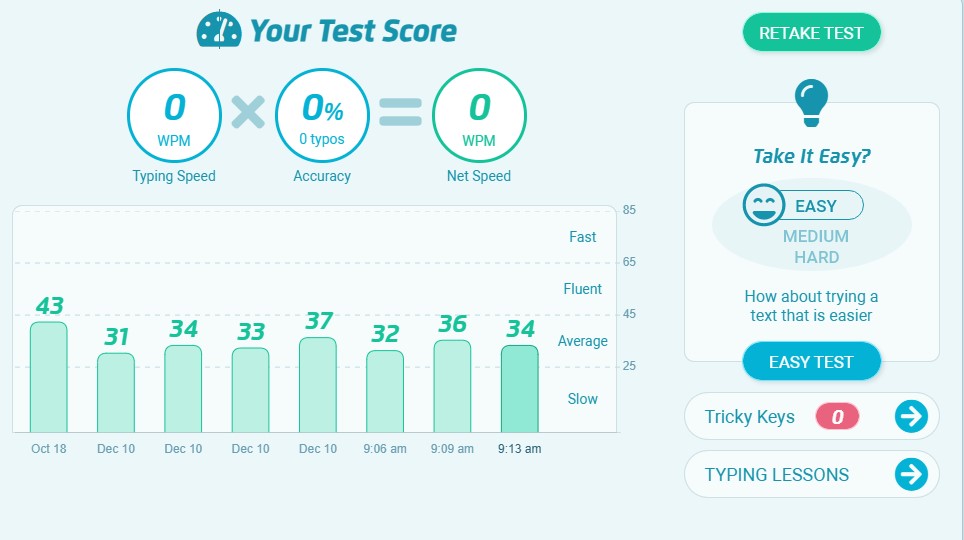 Your Test Score
RETAKE TEST
0
WPM
Typing Speed
0%
0 typos
Accuracy
0
WPM
Net Speed
85
Fast
65
Fluent
45
Average
25
Slow
43
31
34
33
37
32
36
34
Oct 18
Dec 10
Dec 10
Dec 10
Dec 10
9:06 am
9:09 am
9:13 am
Take It Easy?
EASY
MEDIUM
HARD
How about trying a
text that is easier
EASY TEST
Tricky Keys 0
TYPING LESSONS